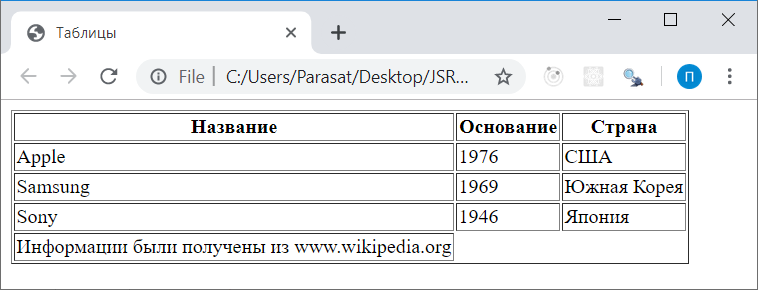 Таблицы
File C:/Users/Parasat/Desktop/JSR...
П
Название Основание Страна
Apple 1976 США
Samsung 1969 Южная Корея
Sony 1946 Япония
Информации были получены из www.wikipedia.org